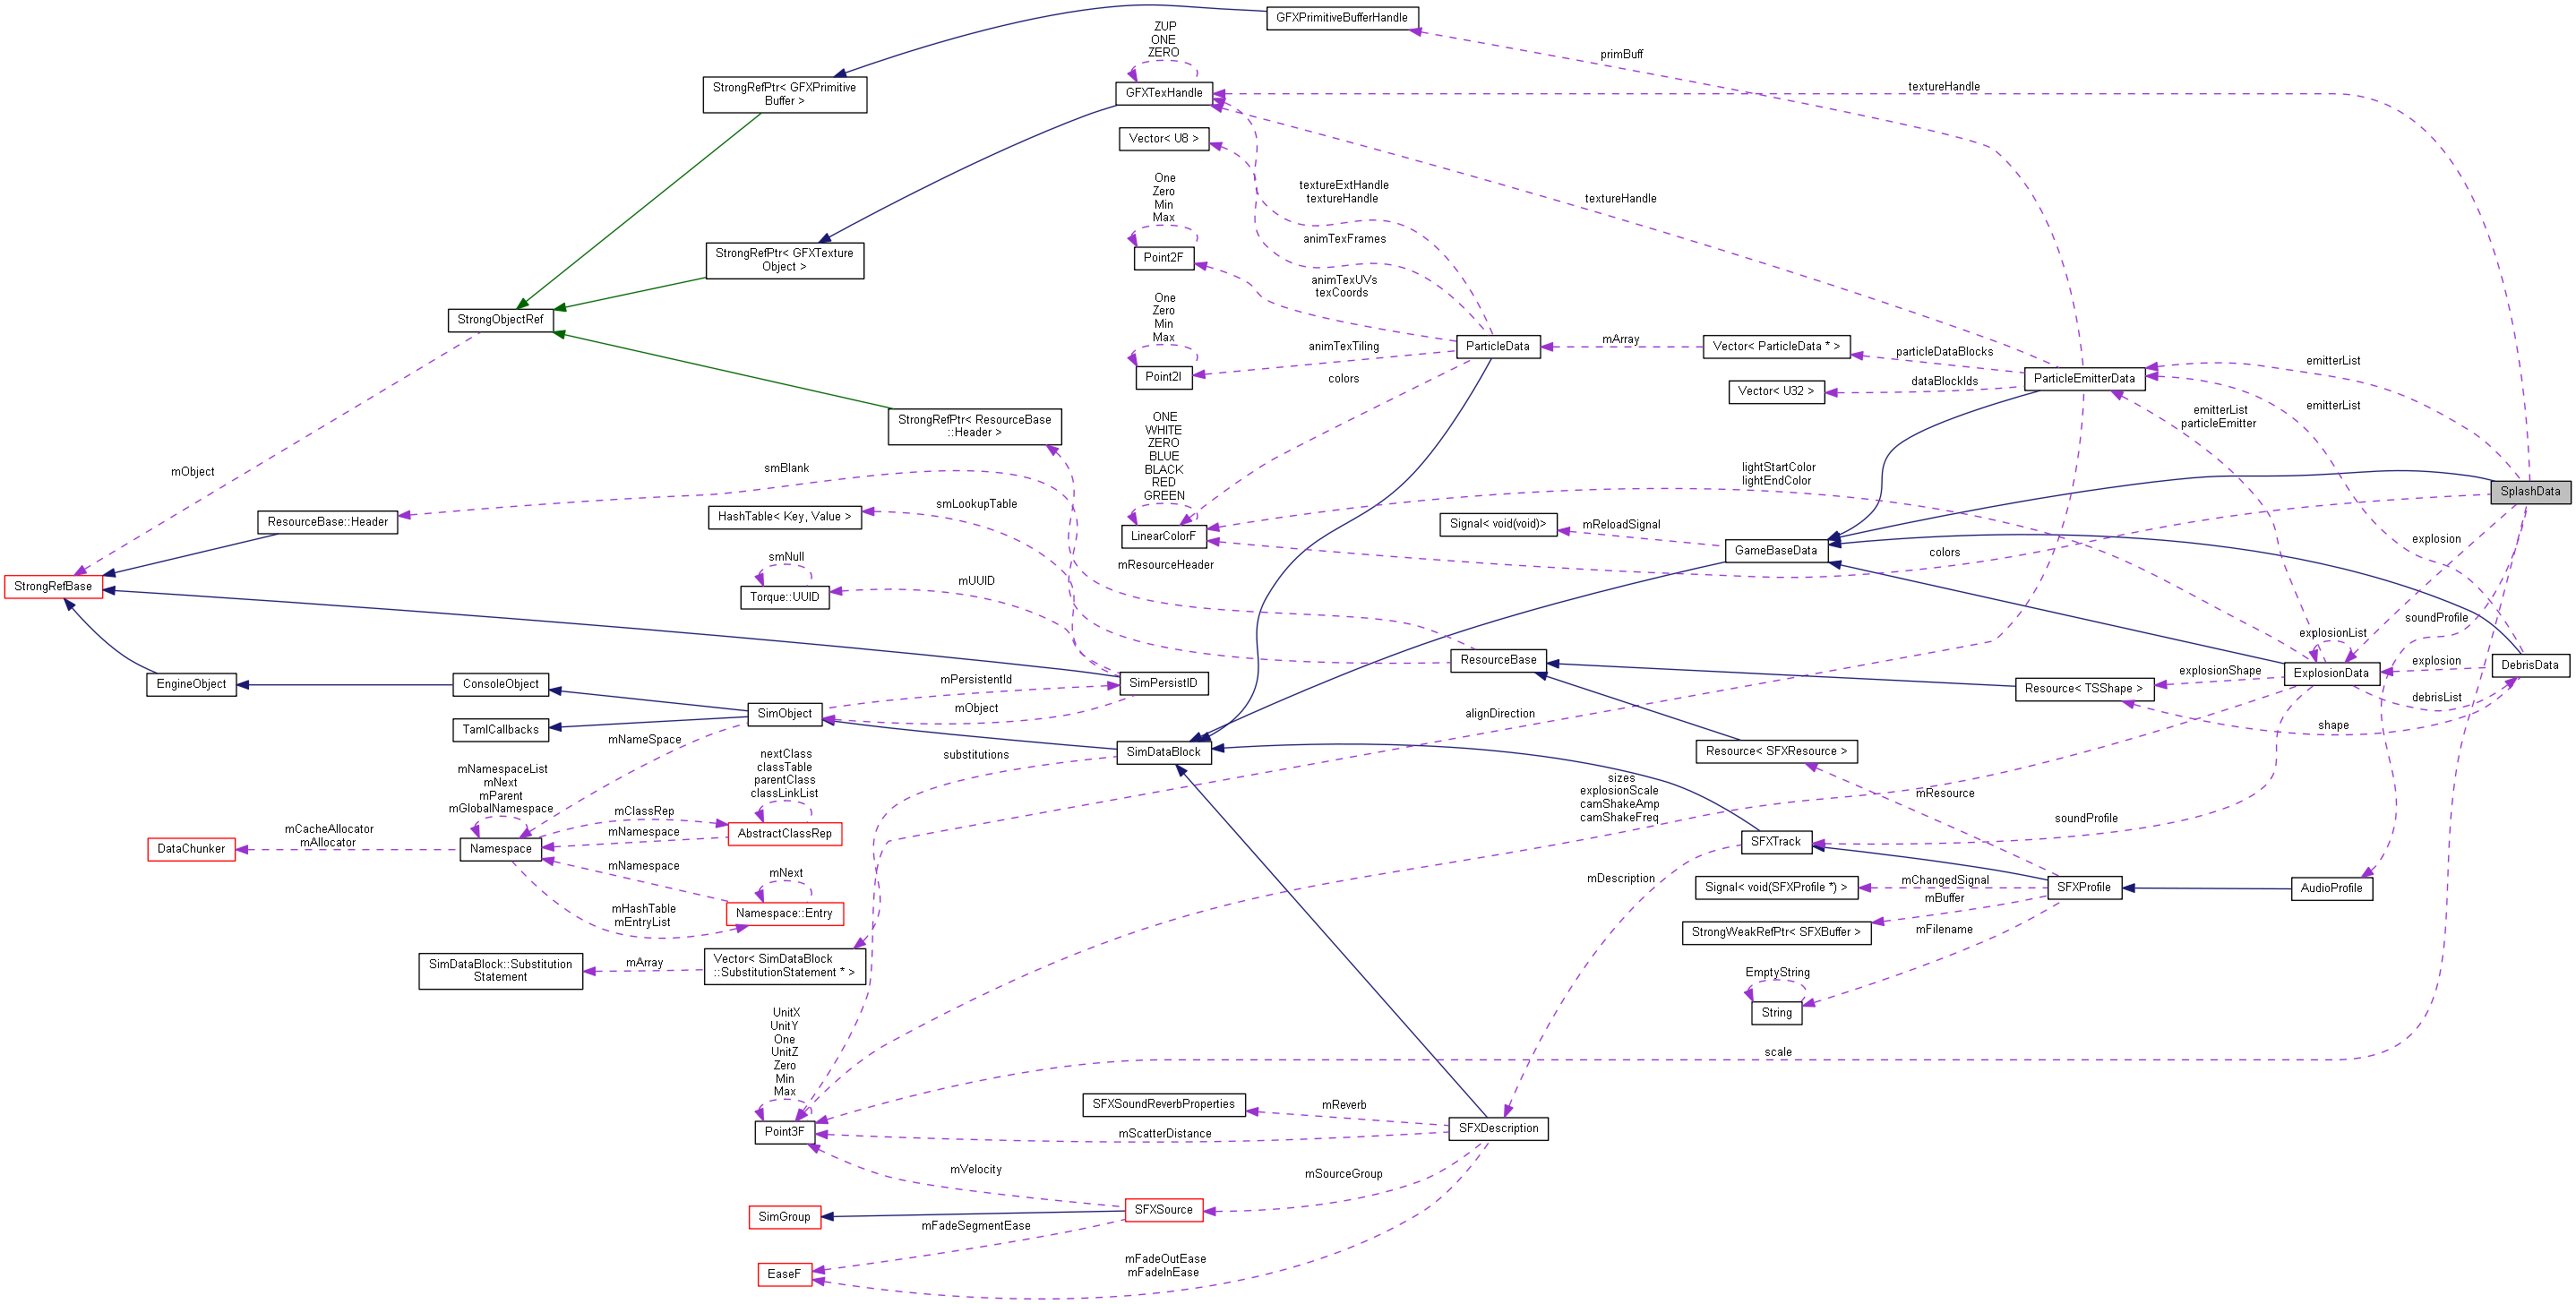 GFXPrimitiveBufferHandle
ZUP
ONE
ZERO
primBuff
StrongRefPtr< GFXPrimitive
Buffer >
GFXTexHandle
textureHandle
Vector< U8 >
One
Zero
Min
Max
textureExtHandle
textureHandle
textureHandle
StrongRefPtr< GFXTexture
Object >
Point2F
animTexFrames
animTexUVs
texCoords
One
Zero
Min
Max
StrongObjectRef
ParticleData
mArray
Vector< ParticleData * >
particleDataBlocks
emitterList
animTexTiling
Point2I
colors
Vector< U32 >
dataBlockIds
ParticleEmitterData
emitterList
StrongRefPtr< ResourceBase
::Header >
ONE
WHITE
ZERO
BLUE
BLACK
RED
GREEN
emitterList
particleEmitter
mObject
smBlank
lightStartColor
lightEndColor
SplashData
smLookupTable
ResourceBase::Header
HashTable< Key, Value >
Signal< void(void)>
mReloadSignal
LinearColorF
GameBaseData
colors
explosion
smNull
mResourceHeader
StrongRefBase
mUUID
Torque::UUID
soundProfile
explosionList
ResourceBase
explosion
DebrisData
explosionShape
ExplosionData
EngineObject
ConsoleObject
mPersistentId
SimPersistID
Resource< TSShape >
debrisList
mObject
SimObject
alignDirection
shape
TamlCallbacks
mNameSpace
substitutions
SimDataBlock
Resource< SFXResource >
nextClass
classTable
parentClass
classLinkList
mNamespaceList
mNext
mParent
mGlobalNamespace
sizes
explosionScale
camShakeAmp
camShakeFreq
mResource
mClassRep
soundProfile
mCacheAllocator
mAllocator
mNamespace
AbstractClassRep
DataChunker
Namespace
SFXTrack
mNamespace
mNext
mDescription
mChangedSignal
Signal< void(SFXProfile *) >
SFXProfile
AudioProfile
mBuffer
mHashTable
mEntryList
Namespace::Entry
StrongWeakRefPtr< SFXBuffer >
mFilename
SimDataBlock::Substitution
Statement
mArray
Vector< SimDataBlock
::SubstitutionStatement * >
EmptyString
String
UnitX
UnitY
One
UnitZ
Zero
Min
Max
scale
SFXSoundReverbProperties
mReverb
Point3F
mScatterDistance
SFXDescription
mVelocity
mSourceGroup
SimGroup
SFXSource
mFadeSegmentEase
EaseF
mFadeOutEase
mFadeInEase